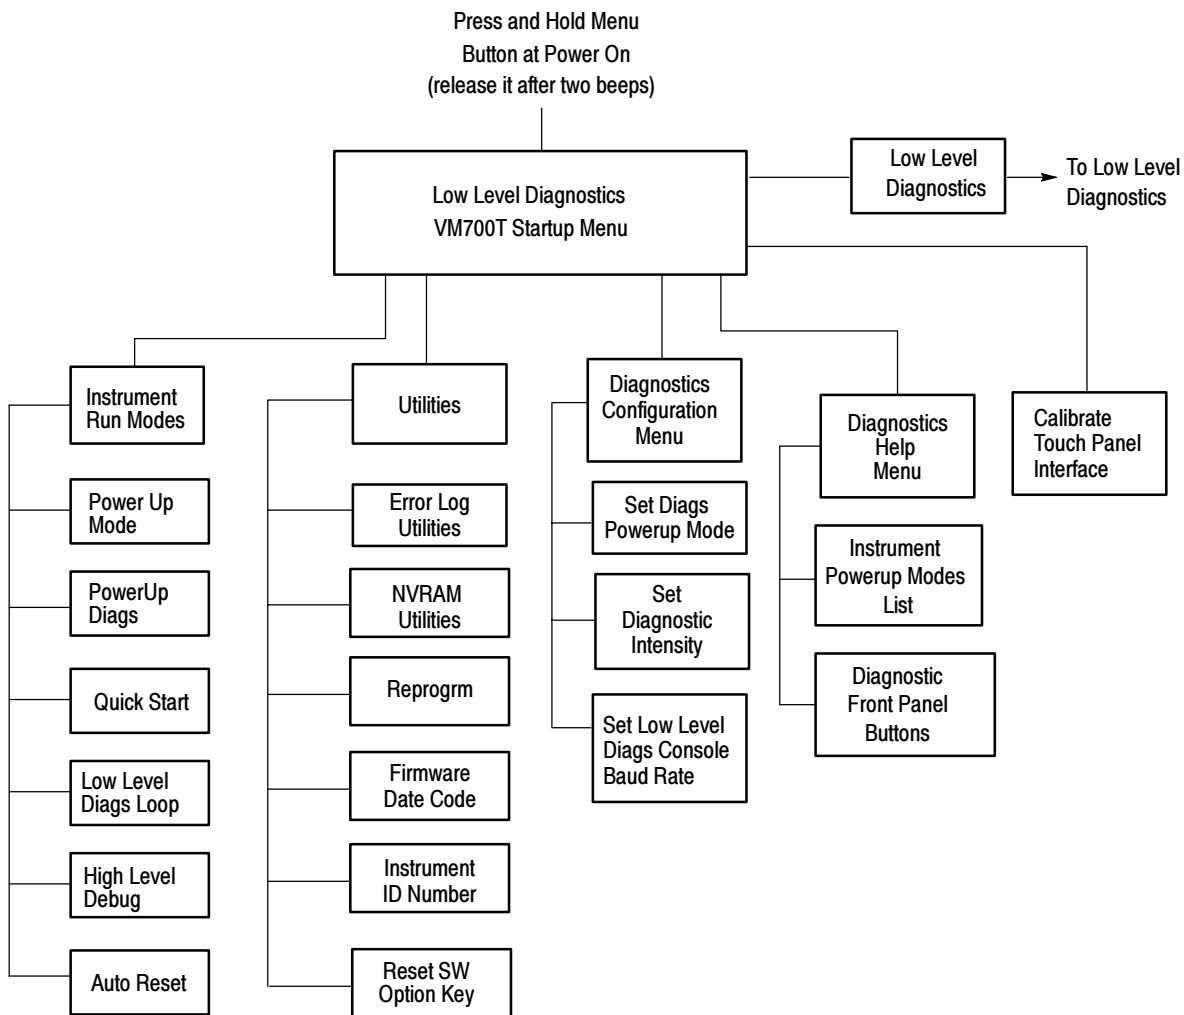 Press and Hold Menu
Button at Power On
(release it after two beeps)
Low Level Diagnostics
VM700T Startup Menu
Low Level
Diagnostics
To Low Level
Diagnostics
Instrument
Run Modes
Power Up
Mode
PowerUp
Diags
Quick Start
Low Level
Diags Loop
High Level
Debug
Auto Reset
Utilities
Error Log
Utilities
NVRAM
Utilities
Reprogrm
Firmware
Date Code
Instrument
ID Number
Reset SW
Option Key
Diagnostics
Configuration
Menu
Set Diags
Powerup Mode
Set
Diagnostic
Intensity
Set Low Level
Diags Console
Baud Rate
Diagnostics
Help
Menu
Instrument
Powerup Modes
List
Diagnostic
Front Panel
Buttons
Calibrate
Touch Panel
Interface